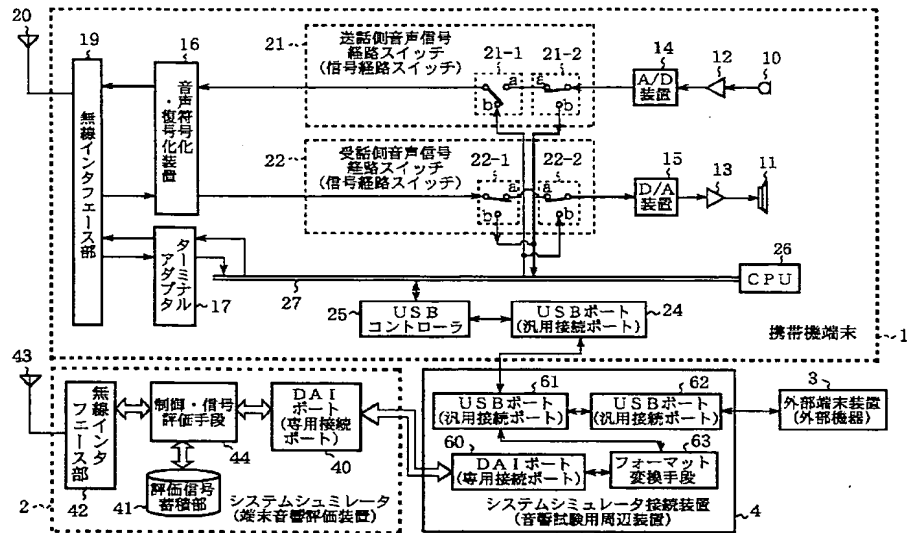 20
19
16
21
送話側音声信号
経路スイッチ
(信号経路スイッチ)
21-1
21-2
a
a
b
b
14
A/D
装置
12
10
無線インタフェース部
音声符号化
・復号化装置
22
受話側音声信号
経路スイッチ
(信号経路スイッチ)
22-1
22-2
a
a
b
b
15
D/A
装置
13
11
ターミナル
アダプタ
17
27
26
CPU
25
USB
コントローラ
USBポート
(汎用接続ポート)
24
携帯機端末
1
43
無線インタ
フエース部
42
制御・信号
評価手段
44
DAI
ポート
(専用接続
ポート)
40
評価信号
蓄積部
41
2
システムシュミレータ
(端末音響評価装置)
61
USBポート
(汎用接続ポート)
62
USBポート
(汎用接続ポート)
3
外部端末装置
(外部機器)
60
DAIポート
(専用接続ポート)
63
フォーマット
変換手段
システムシミュレータ接続装置
(音響試験用周辺装置)
4